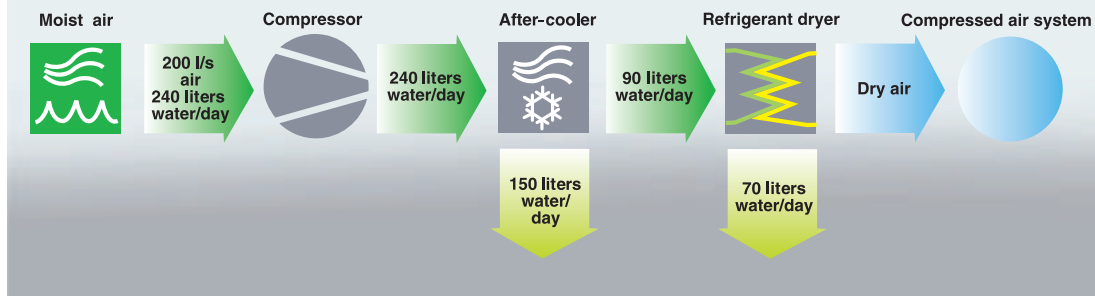 Moist air
Compressor
After-cooler
Refrigerant dryer
Compressed air system
200 l/s
air
240 liters
water/day
240 liters
water/day
90 liters
water/day
Dry air
150 liters
water/
day
70 liters
water/day